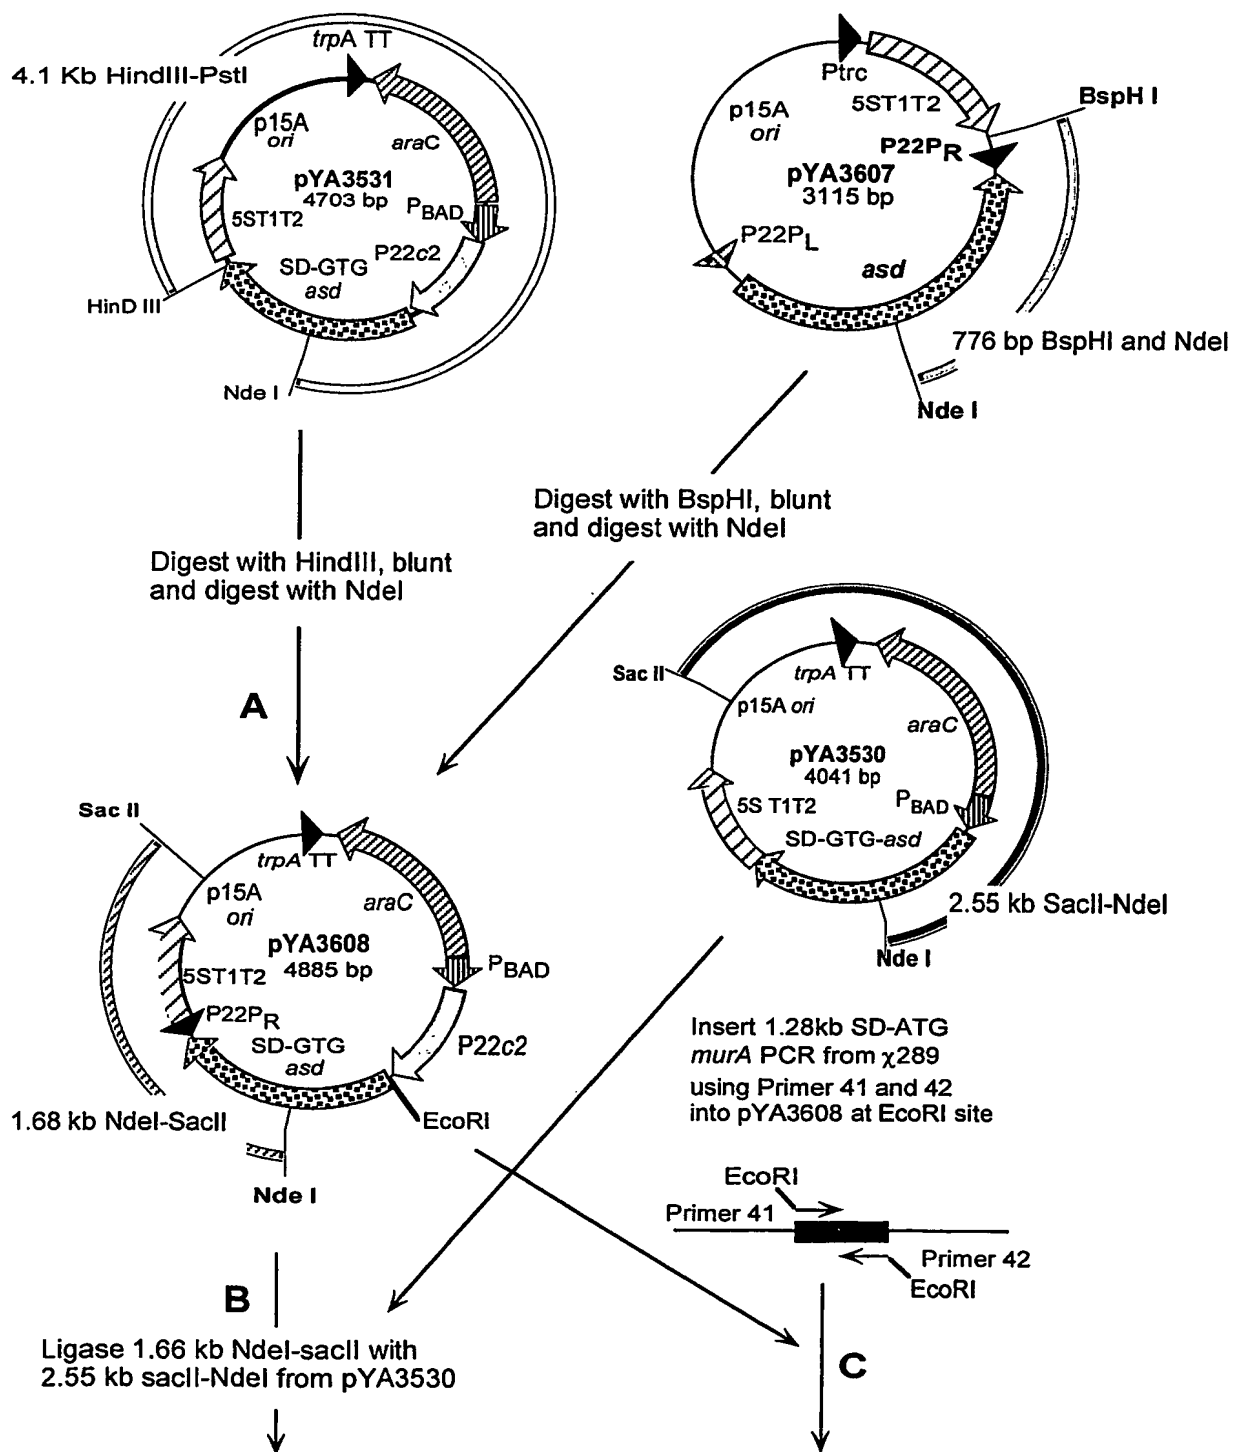 trpA TT
4.1 Kb HindIII-PstI
p15A
ori
araC
pYA3531
4703 bp
PBAD
5ST1T2
P22c2
SD-GTG
asd
HinD III
Nde I
Ptrc
5ST1T2
BspH I
p15A
ori
P22PR
pYA3607
3115 bp
P22PL
asd
776 bp BspHI and NdeI
Nde I
Digest with BspHI, blunt
and digest with NdeI
Digest with HindIII, blunt
and digest with NdeI
A
Sac II
trpA TT
p15A ori
araC
pYA3530
4041 bp
5S T1T2
PBAD
SD-GTG-asd
2.55 kb SacII-NdeI
Nde I
Sac II
trpA TT
p15A
ori
araC
pYA3608
4885 bp
PBAD
5ST1T2
P22PR
SD-GTG
asd
P22c2
1.68 kb NdeI-SacII
EcoRI
Nde I
Insert 1.28kb SD-ATG
murA PCR from χ289
using Primer 41 and 42
into pYA3608 at EcoRI site
EcoRI
Primer 41
Primer 42
EcoRI
B
Ligase 1.66 kb NdeI-sacII with
2.55 kb sacII-NdeI from pYA3530
C